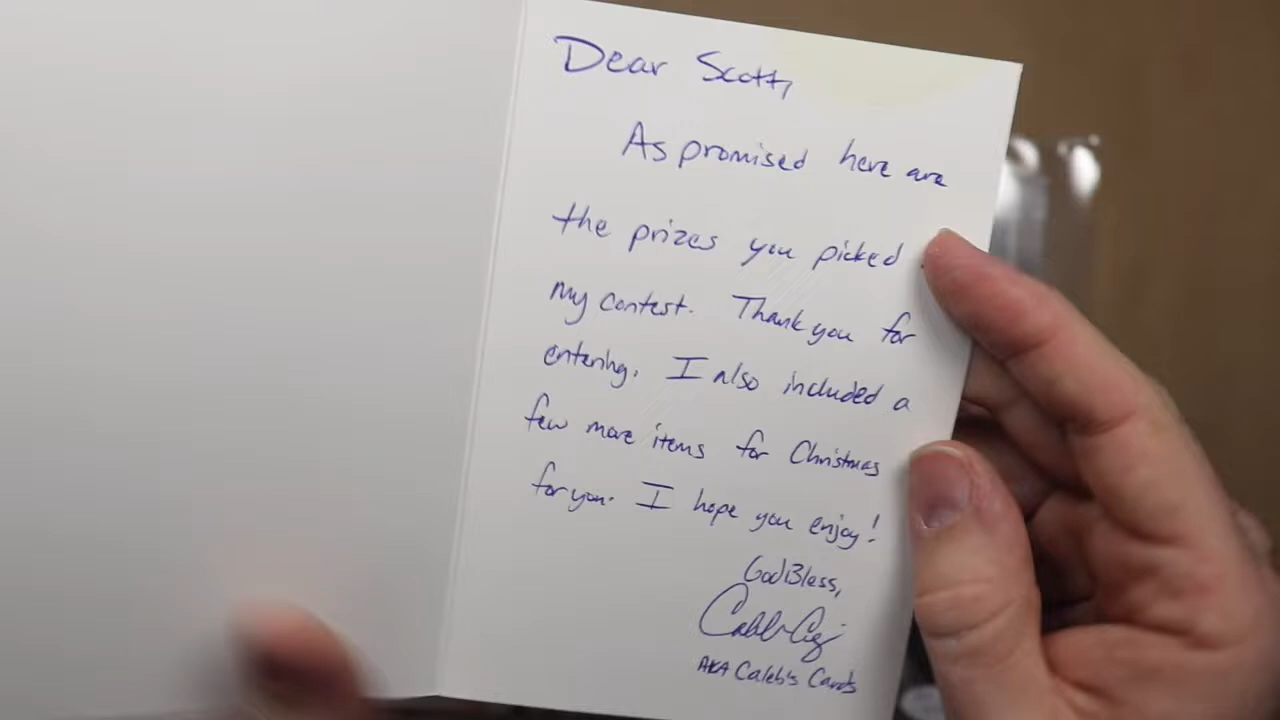 Dear Scott,
As promised here are
the prizes you picked
my contest. Thank you for
entering. I also included a
few more items for Christmas
for you. I hope you enjoy!
God Bless,
AKA Caleb's Cards